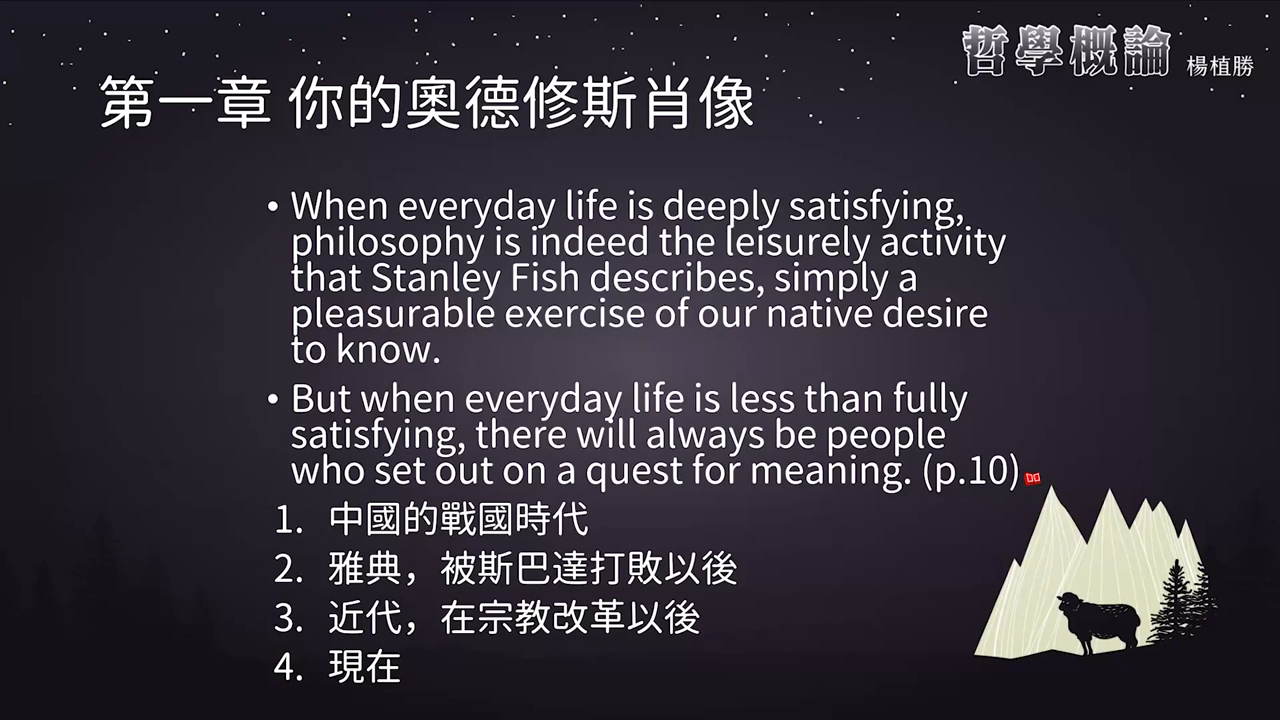 哲學概論 楊植勝
第一章 你的奧德修斯肖像
• When everyday life is deeply satisfying,
philosophy is indeed the leisurely activity
that Stanley Fish describes, simply a
pleasurable exercise of our native desire
to know.
• But when everyday life is less than fully
satisfying, there will always be people
who set out on a quest for meaning. (p.10)
1. 中國的戰國時代
2. 雅典，被斯巴達打敗以後
3. 近代，在宗教改革以後
4. 現在